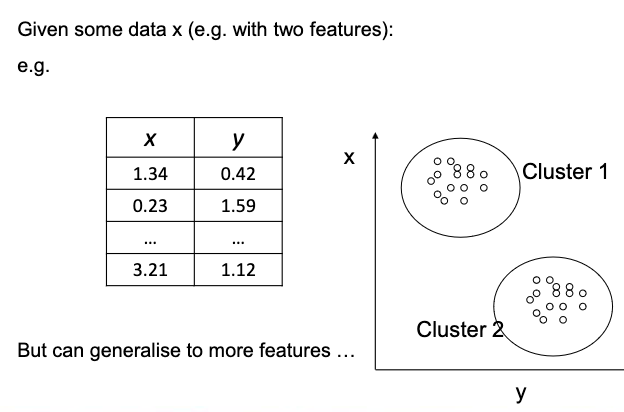 Given some data x (e.g. with two features):
e.g.
x y
1.34 0.42
0.23 1.59
... ...
3.21 1.12
x
Cluster 1
Cluster 2
y
But can generalise to more features …